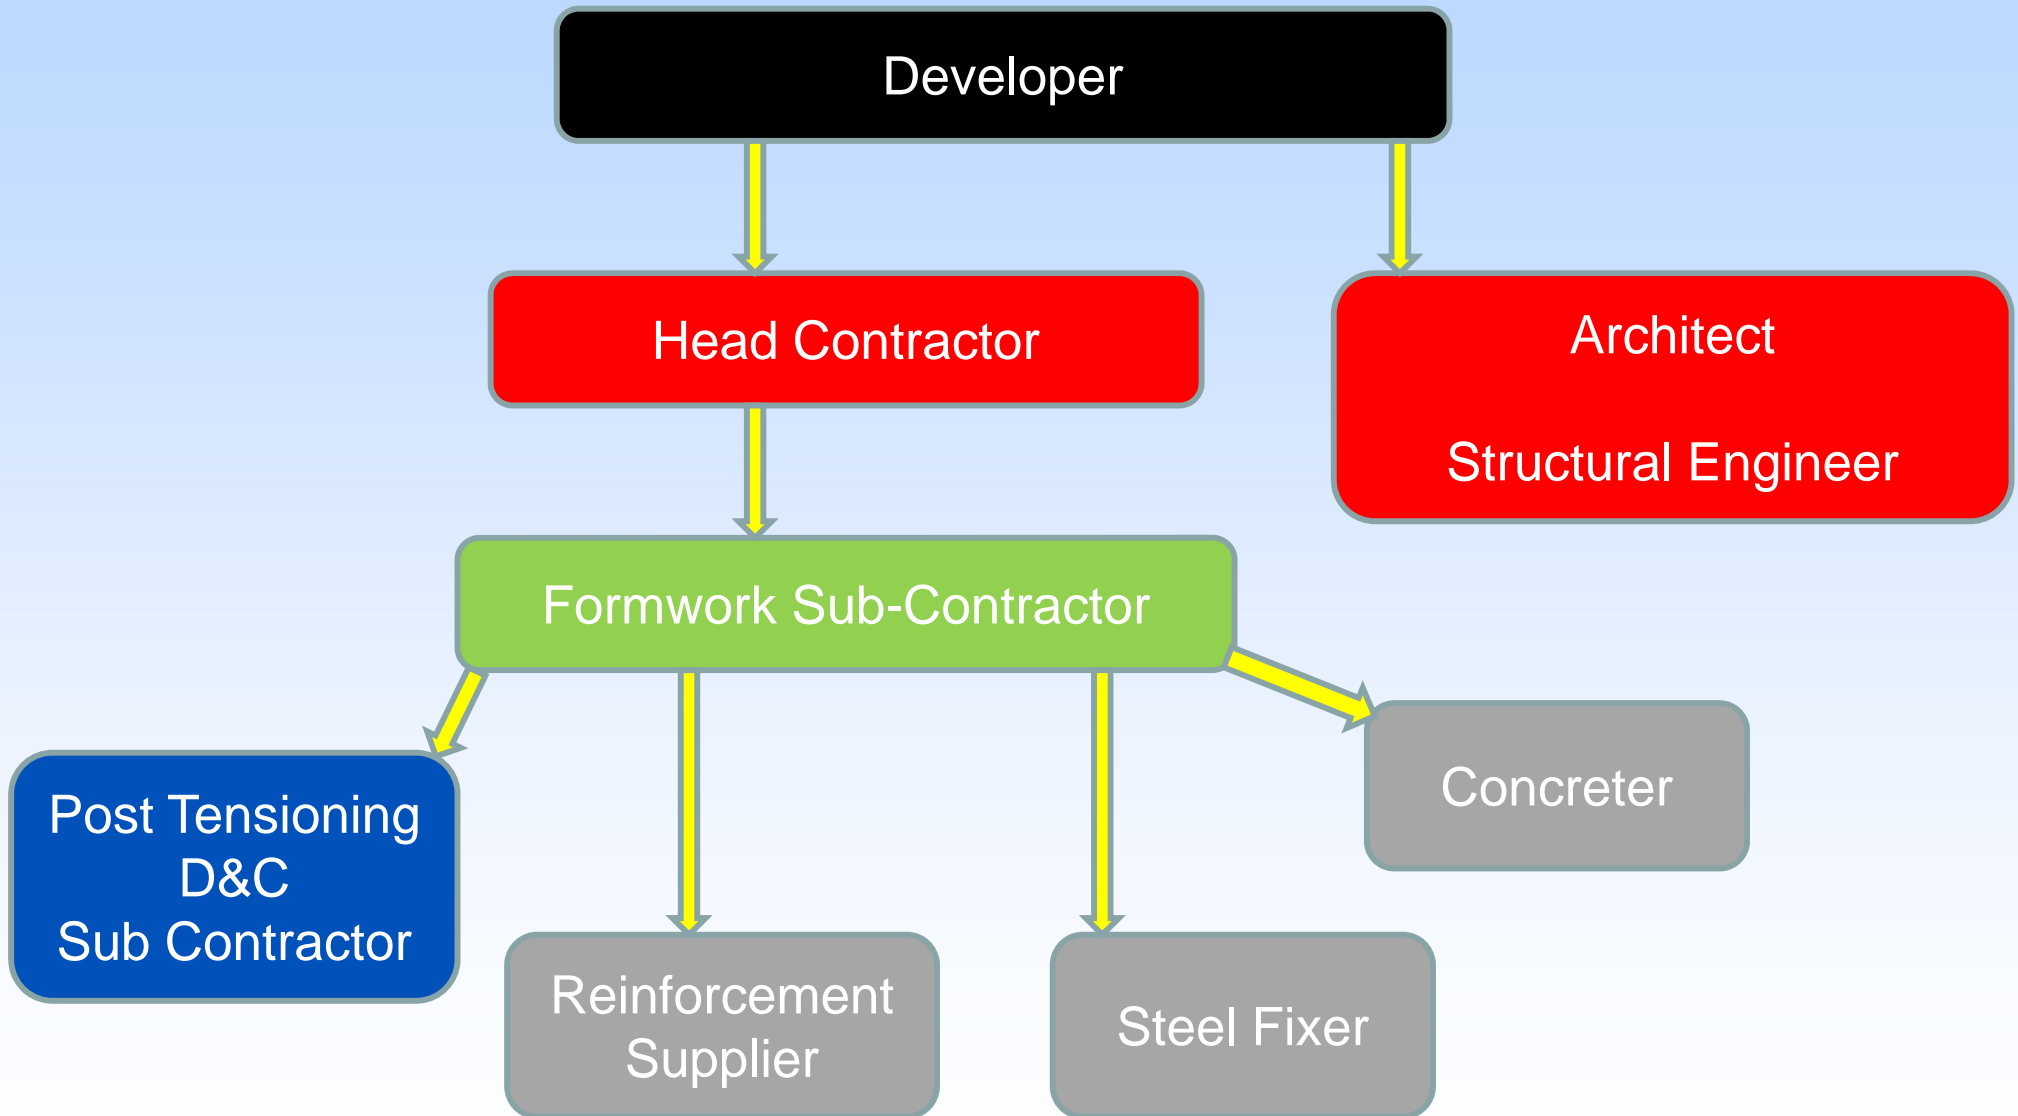 Developer
Head Contractor
Architect
Structural Engineer
Formwork Sub-Contractor
Post Tensioning
D&C
Sub Contractor
Reinforcement
Supplier
Steel Fixer
Concreter